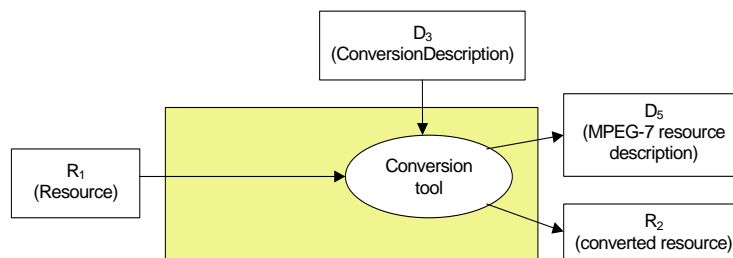 D₃
(ConversionDescription)
D₅
(MPEG-7 resource
description)
R₁
(Resource)
Conversion
tool
R₂
(converted resource)